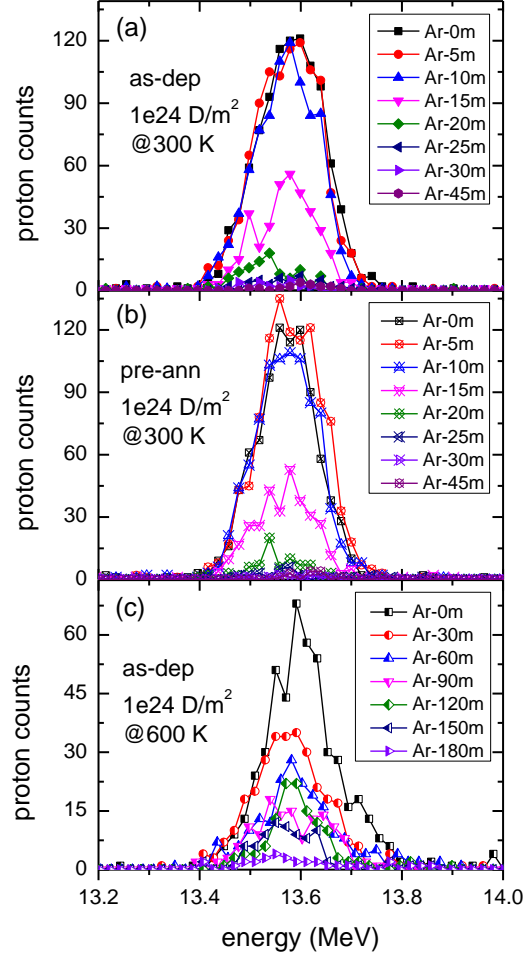 (a)
as-dep
1e24 D/m²
@300 K
Ar-0m
Ar-5m
Ar-10m
Ar-15m
Ar-20m
Ar-25m
Ar-30m
Ar-45m
120
90
60
30
0
proton counts
(b)
pre-ann
1e24 D/m²
@300 K
Ar-0m
Ar-5m
Ar-10m
Ar-15m
Ar-20m
Ar-25m
Ar-30m
Ar-45m
120
90
60
30
0
proton counts
(c)
as-dep
1e24 D/m²
@600 K
Ar-0m
Ar-30m
Ar-60m
Ar-90m
Ar-120m
Ar-150m
Ar-180m
60
45
30
15
0
proton counts
13.2 13.4 13.6 13.8 14.0
energy (MeV)